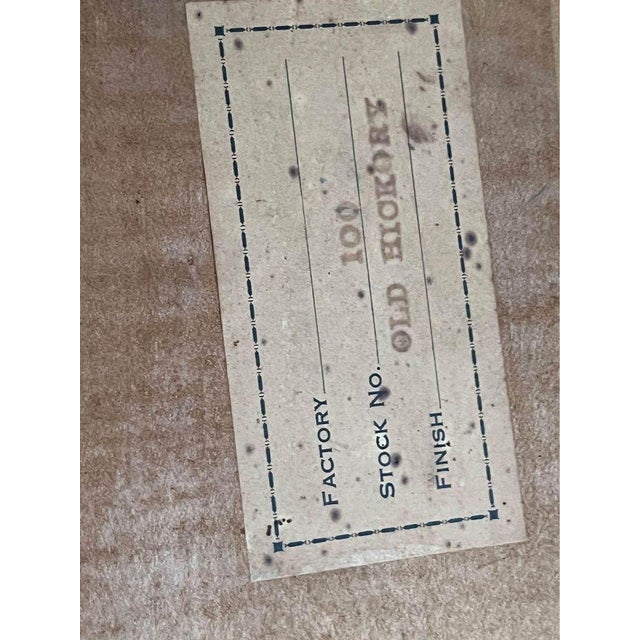 FACTORY
STOCK NO. 100
FINISH OLD HICKORY